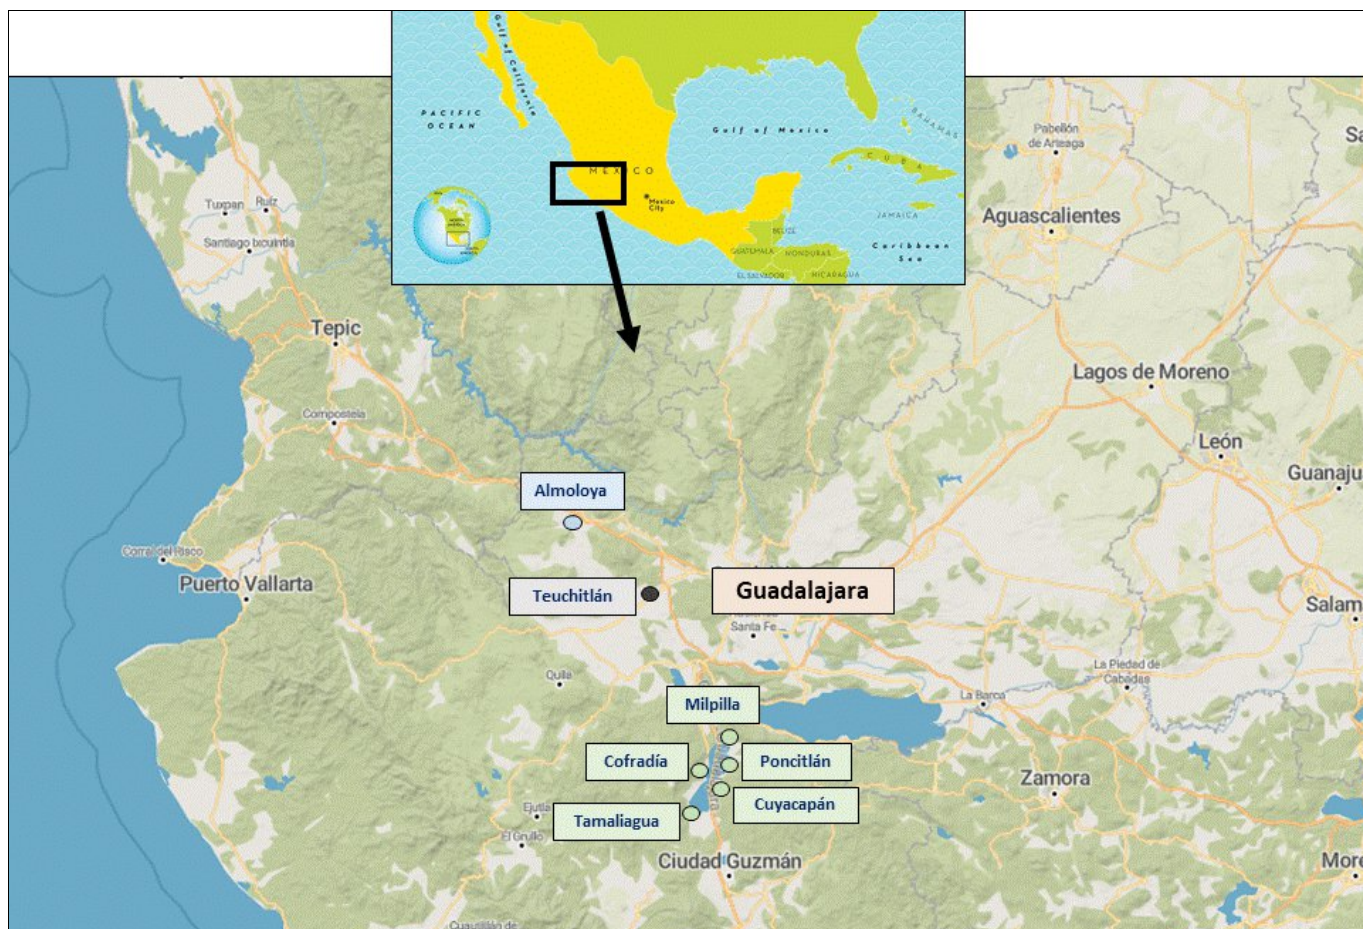 Gulf of California
PACIFIC
OCEAN
Gulf of Mexico
BAHAMAS
MEXICO
CUBA
Mexico
City
JAMAICA
BELIZE
GUATEMALA
HONDURAS
EL SALVADOR
NICARAGUA
Caribbean
Sea
Pabellón
de Arteaga
Sa
Tuxpan
Ruiz
Aguascalientes
Santiago Ixcuintla
Tepic
Lagos de Moreno
Compostela
León
Guanaju
Almoloya
Corral del Risco
Puerto Vallarta
Teuchitlán
Guadalajara
Salam
Santa Fe
Quila
La Piedad de
Cabadas
La Barca
Milpilla
Cofradía
Poncitlán
Zamora
Cuyacapán
Ejutla
Tamaliagua
El Grullo
Ciudad Guzmán
More
Cuautitlán de